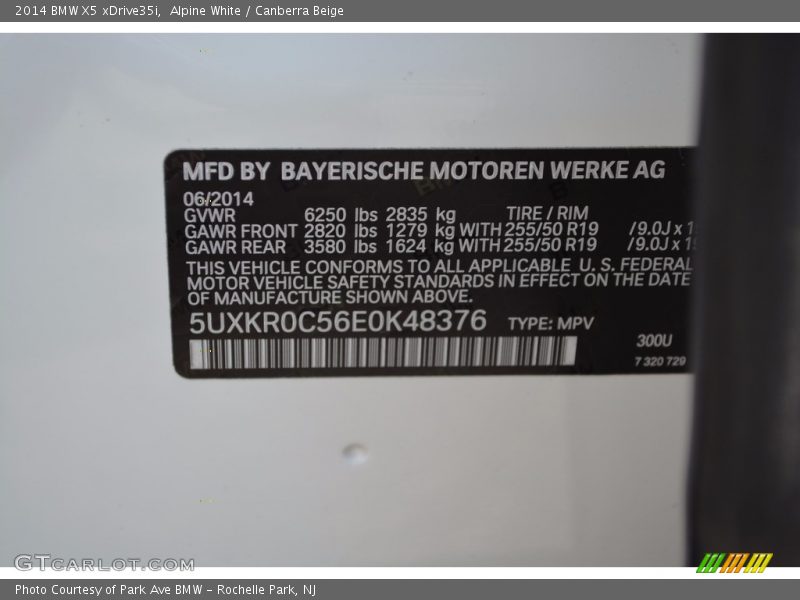 2014 BMW X5 xDrive35i, Alpine White / Canberra Beige
MFD BY BAYERISCHE MOTOREN WERKE AG
06/2014
GVWR 6250 lbs 2835 kg TIRE / RIM
GAWR FRONT 2820 lbs 1279 kg WITH 255/50 R19 /9.0J x
GAWR REAR 3580 lbs 1624 kg WITH 255/50 R19 /9.0J x
THIS VEHICLE CONFORMS TO ALL APPLICABLE U. S. FEDERAL
MOTOR VEHICLE SAFETY STANDARDS IN EFFECT ON THE DATE
OF MANUFACTURE SHOWN ABOVE.
5UXKR0C56E0K48376 TYPE: MPV
300U
7 320 729
GTCARLOT.COM
Photo Courtesy of Park Ave BMW - Rochelle Park, NJ